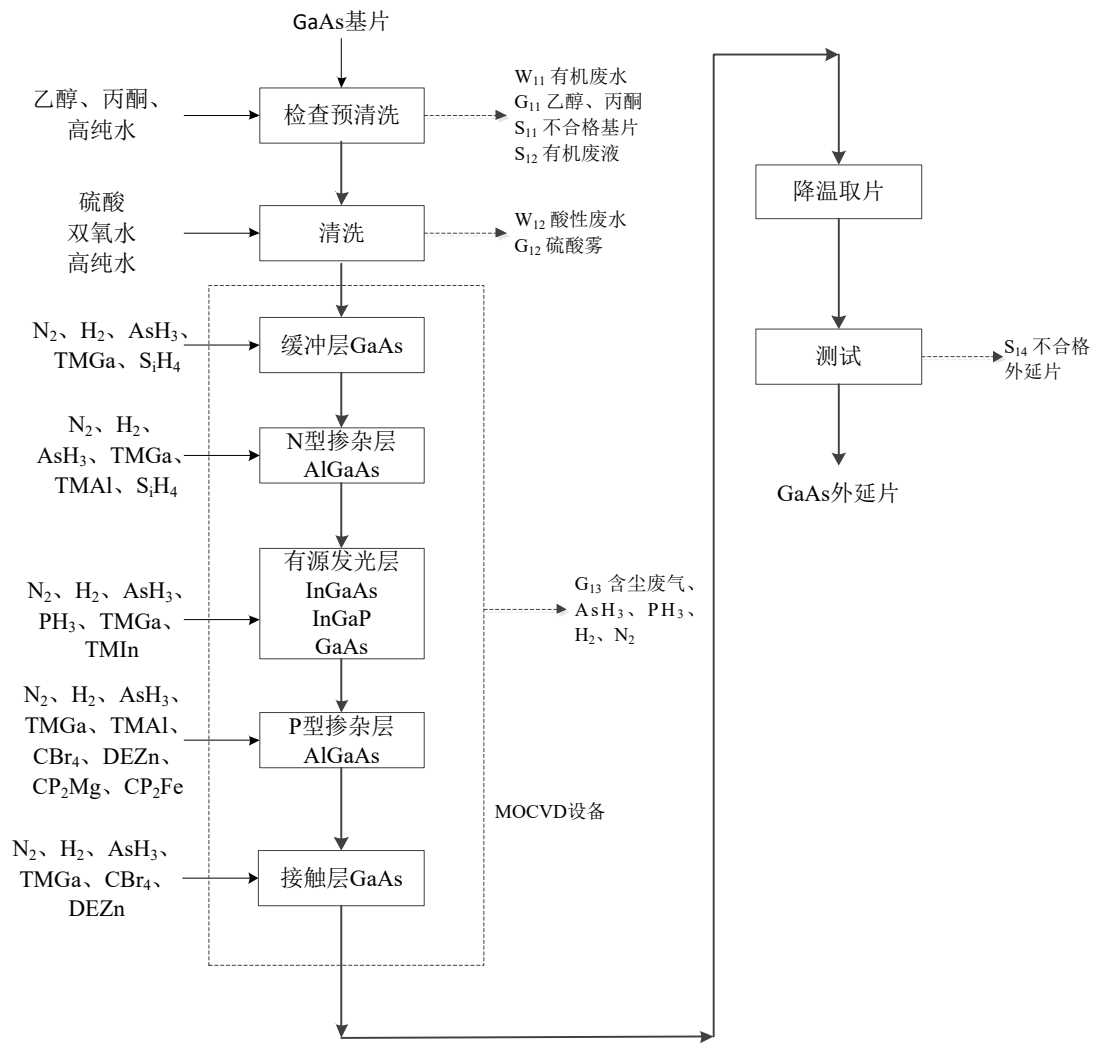 GaAs基片
乙醇、丙酮、
高纯水
检查预清洗
W₁₁ 有机废水
G₁₁ 乙醇、丙酮
S₁₁ 不合格基片
S₁₂ 有机废液
硫酸
双氧水
高纯水
清洗
W₁₂ 酸性废水
G₁₂ 硫酸雾
N₂、H₂、AsH₃、
TMGa、SᵢH₄
缓冲层GaAs
N₂、H₂、
AsH₃、TMGa、
TMAl、SᵢH₄
N型掺杂层
AlGaAs
N₂、H₂、AsH₃、
PH₃、TMGa、
TMIn
有源发光层
InGaAs
InGaP
GaAs
G₁₃ 含尘废气、
AsH₃、PH₃、
H₂、N₂
N₂、H₂、AsH₃、
TMGa、TMAl、
CBr₄、DEZn、
CP₂Mg、CP₂Fe
P型掺杂层
AlGaAs
MOCVD设备
N₂、H₂、AsH₃、
TMGa、CBr₄、
DEZn
接触层GaAs
降温取片
测试
S₁₄ 不合格
外延片
GaAs外延片